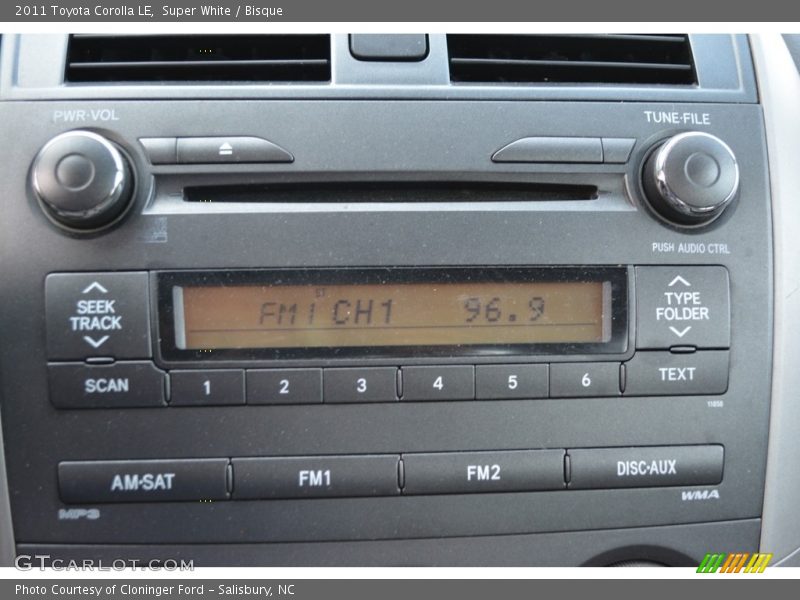 2011 Toyota Corolla LE, Super White / Bisque
PWR·VOL
TUNE·FILE
PUSH AUDIO CTRL
SEEK
TRACK
ST
FM1 CH1 96.9
TYPE
FOLDER
SCAN
1 2 3 4 5 6
TEXT
11858
AM·SAT FM1 FM2 DISC·AUX
MP3
WMA
GTCarLot.com
Photo Courtesy of Cloninger Ford – Salisbury, NC